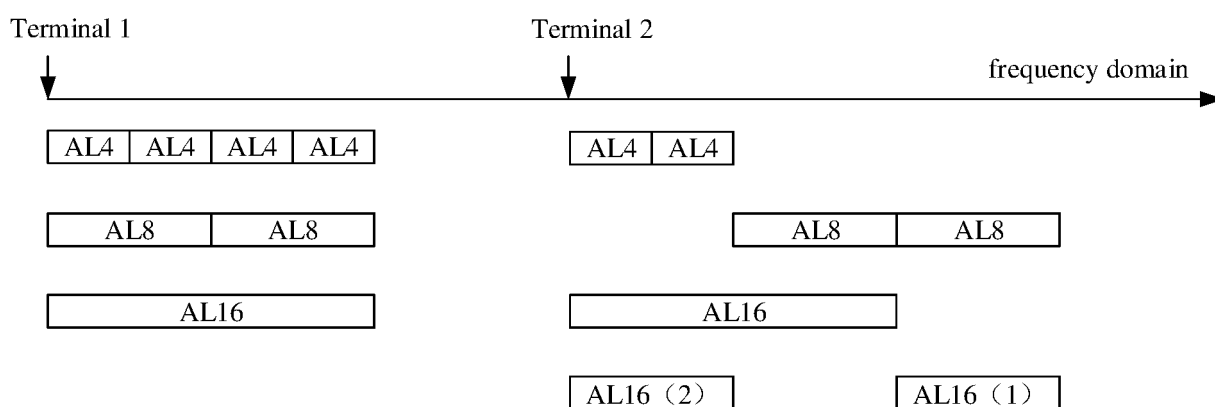 Terminal 1 Terminal 2
frequency domain
AL4 AL4 AL4 AL4 AL4 AL4
AL8 AL8 AL8 AL8
AL16 AL16
AL16（2） AL16（1）